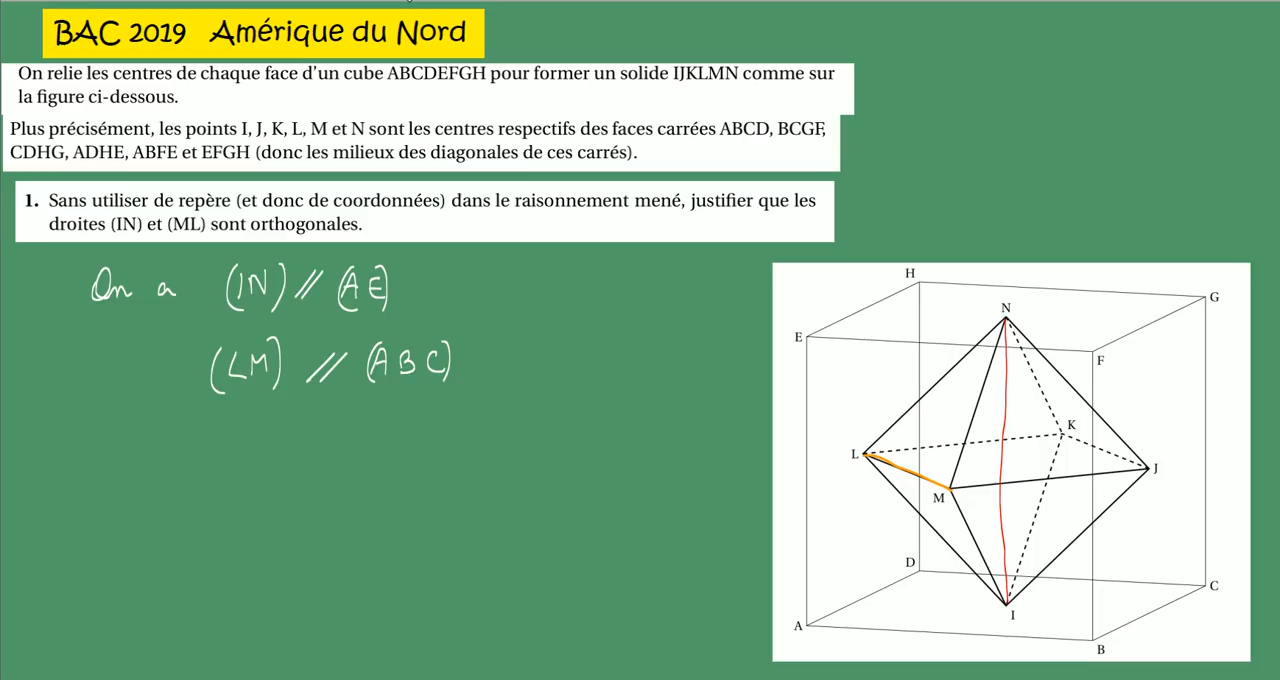 BAC 2019 Amérique du Nord
On relie les centres de chaque face d'un cube ABCDEFGH pour former un solide IJKLMN comme sur
la figure ci-dessous.
Plus précisément, les points I, J, K, L, M et N sont les centres respectifs des faces carrées ABCD, BCGF,
CDHG, ADHE, ABFE et EFGH (donc les milieux des diagonales de ces carrés).
1. Sans utiliser de repère (et donc de coordonnées) dans le raisonnement mené, justifier que les
droites (IN) et (ML) sont orthogonales.
On a (IN) // (AE)
(LM) // (ABC)
H
G
N
E
F
K
L
J
M
D
C
I
A
B